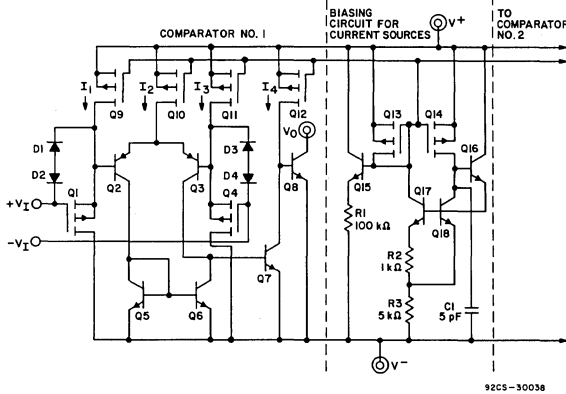 COMPARATOR NO. 1
BIASING
CIRCUIT FOR
CURRENT SOURCES
V+
TO
COMPARATOR
NO. 2
I1
I2
I3
I4
Q9
Q10
Q11
Q12
Q13
Q14
VO
D1
D2
Q1
Q2
Q3
D3
D4
Q4
Q8
Q15
Q16
Q17
Q18
+VI
-VI
R1
100 kΩ
Q7
R2
1 kΩ
R3
5 kΩ
C1
5 pF
Q5
Q6
V-
92CS-30038